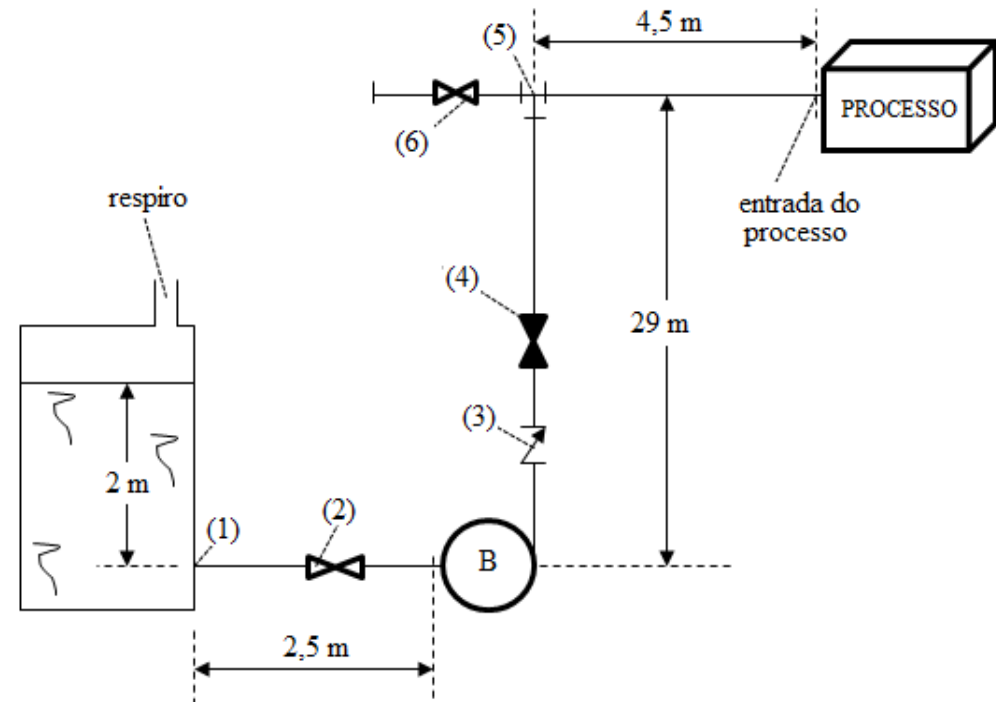 4,5 m
(5)
PROCESSO
(6)
respiro
entrada do
processo
(4)
29 m
(3)
2 m
(1)
(2)
B
2,5 m